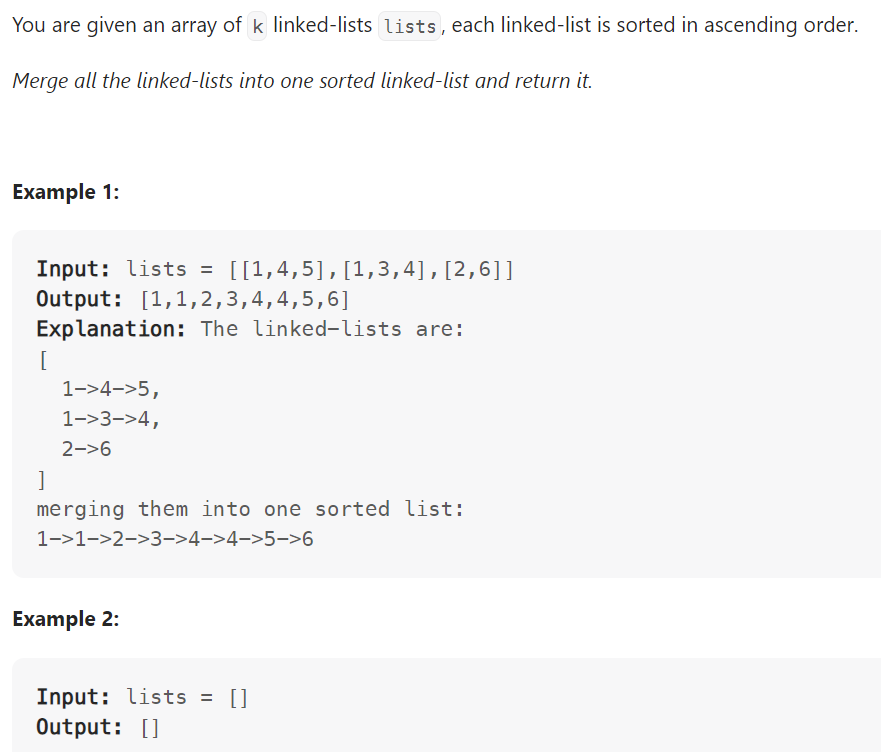 You are given an array of k linked-lists lists, each linked-list is sorted in ascending order.
Merge all the linked-lists into one sorted linked-list and return it.
Example 1:
Input: lists = [[1,4,5],[1,3,4],[2,6]]
Output: [1,1,2,3,4,4,5,6]
Explanation: The linked-lists are:
[
  1->4->5,
  1->3->4,
  2->6
]
merging them into one sorted list:
1->1->2->3->4->4->5->6
Example 2:
Input: lists = []
Output: []